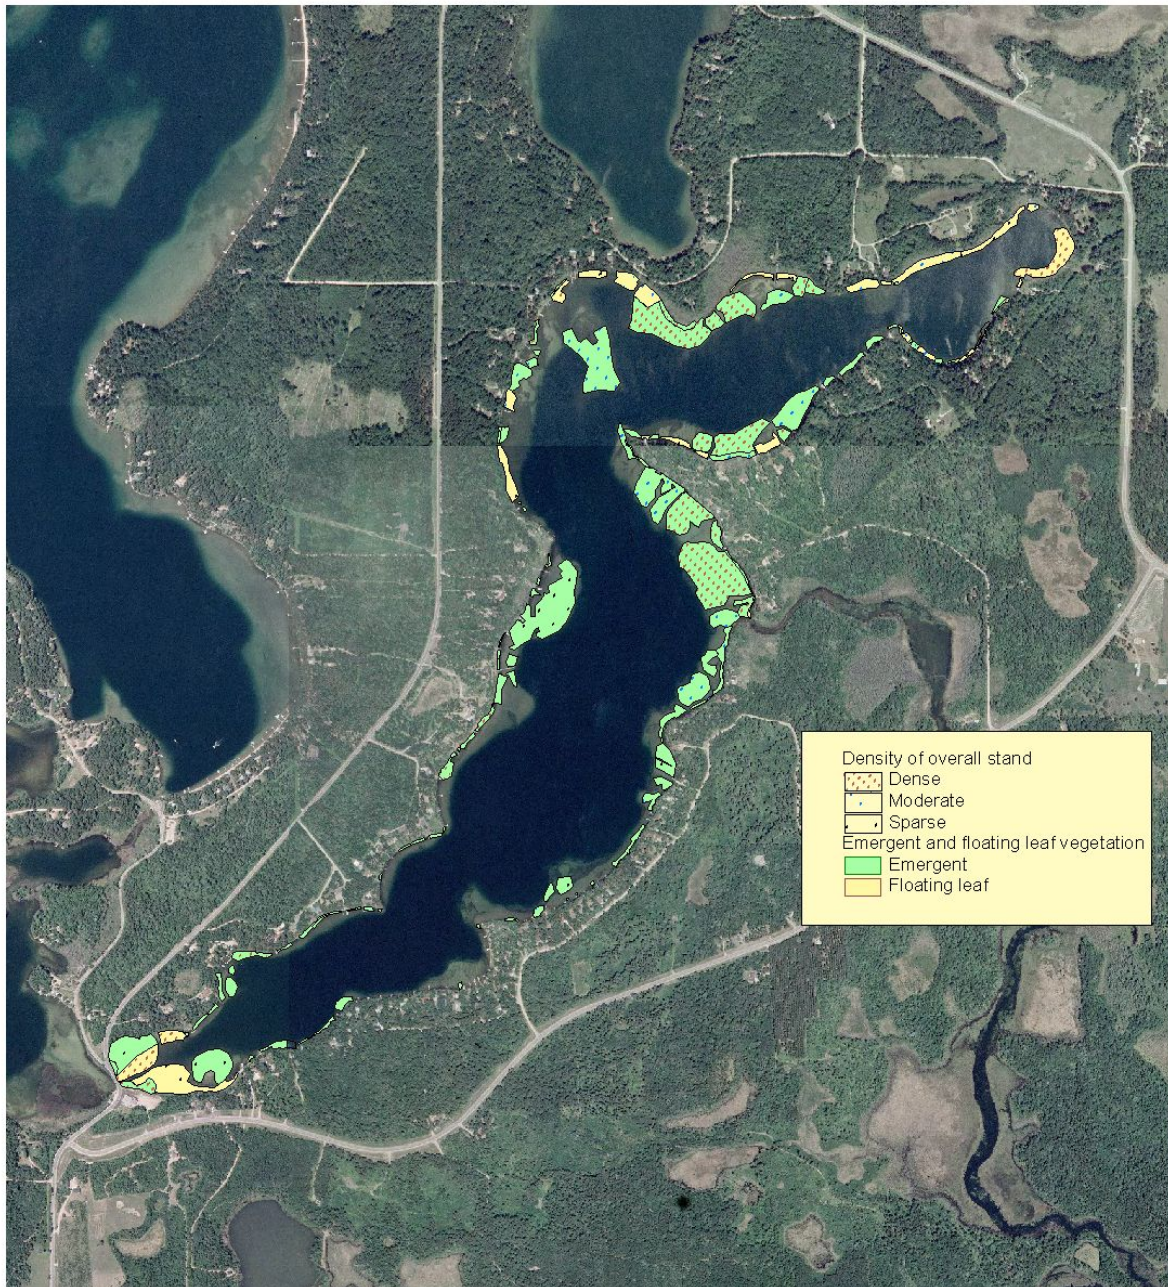 Density of overall stand
Dense
Moderate
Sparse
Emergent and floating leaf vegetation
Emergent
Floating leaf